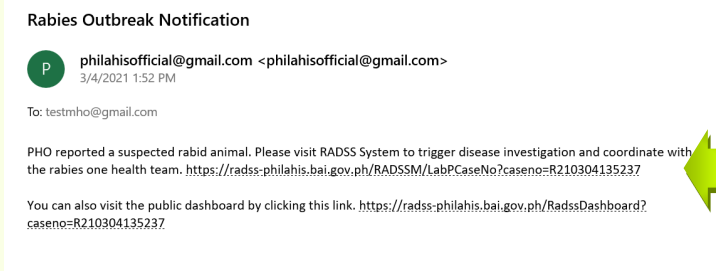 Rabies Outbreak Notification
P
philahisofficial@gmail.com <philahisofficial@gmail.com>
3/4/2021 1:52 PM
To: testmho@gmail.com
PHO reported a suspected rabid animal. Please visit RADSS System to trigger disease investigation and coordinate with
the rabies one health team. https://radss-philahis.bai.gov.ph/RADSSM/LabPCaseNo?caseno=R210304135237
You can also visit the public dashboard by clicking this link. https://radss-philahis.bai.gov.ph/RadssDashboard?
caseno=R210304135237